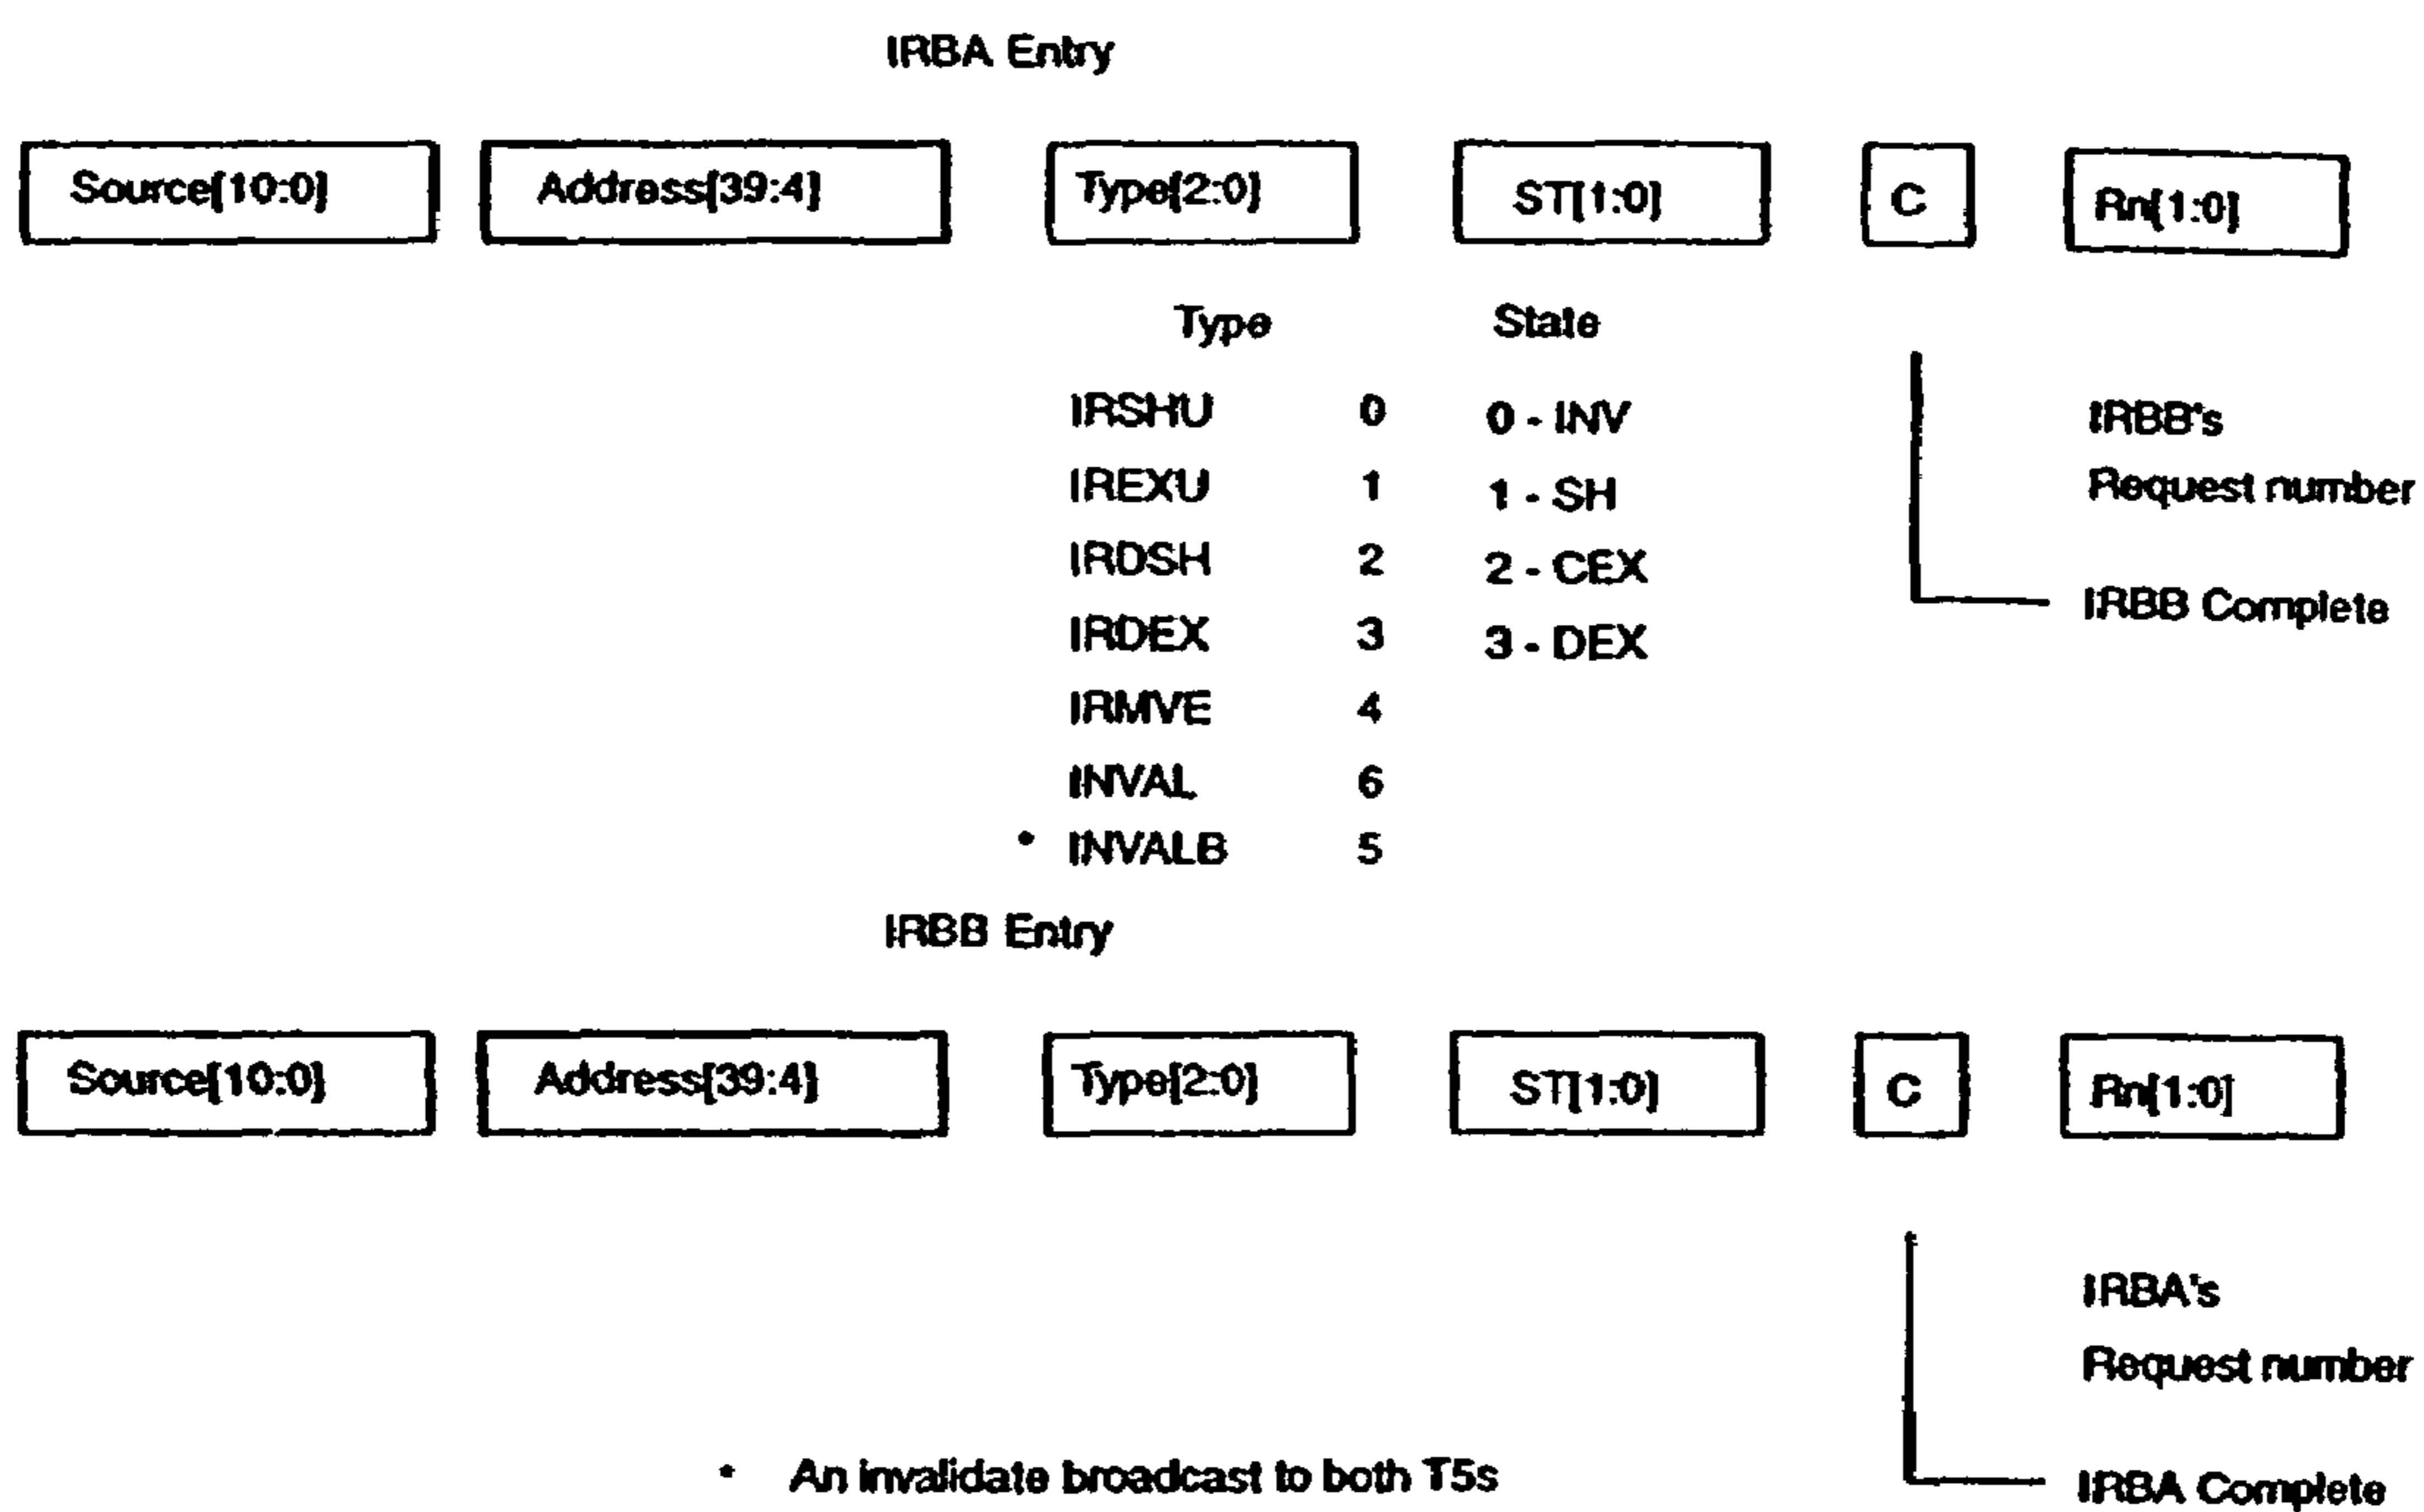 IRBA Entry
Source[10:0] Address[39:4] Type[2:0] ST[1:0] C Rn[1:0]
Type State
IRSHU 0 0 - INV IRBB's
IREXU 1 1 - SH Request number
IRDSH 2 2 - CEX IRBB Complete
IRDEX 3 3 - DEX
IRMVE 4
INVAL 6
• INVALB 5
IRBB Entry
Source[10:0] Address[39:4] Type[2:0] ST[1:0] C Rn[1:0]
IRBA's
Request number
IRBA Complete
• An invalidate broadcast to both T5s